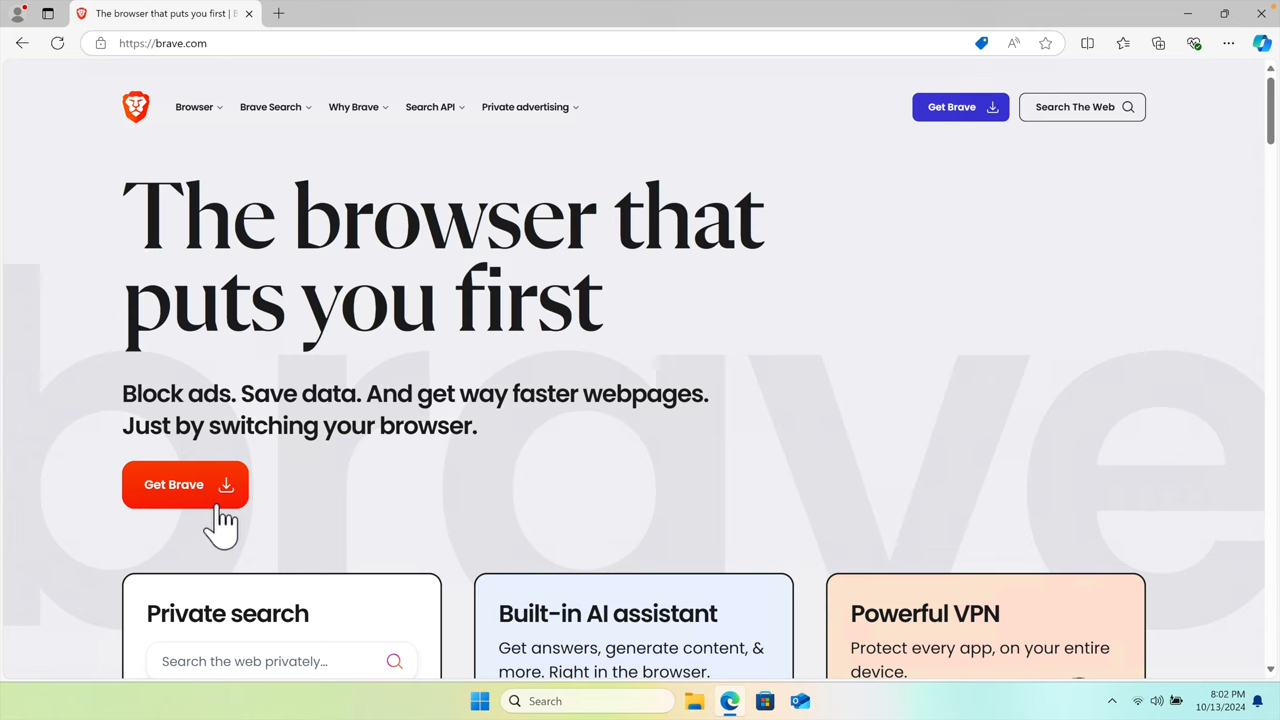 The browser that puts you first |
https://brave.com
Browser
Brave Search
Why Brave
Search API
Private advertising
Get Brave
Search The Web
The browser that
puts you first
Block ads. Save data. And get way faster webpages.
Just by switching your browser.
Get Brave
brave
Private search
Search the web privately...
Built-in AI assistant
Get answers, generate content, &
more. Right in the browser.
Powerful VPN
Protect every app, on your entire
device.
Search
8:02 PM
10/13/2024